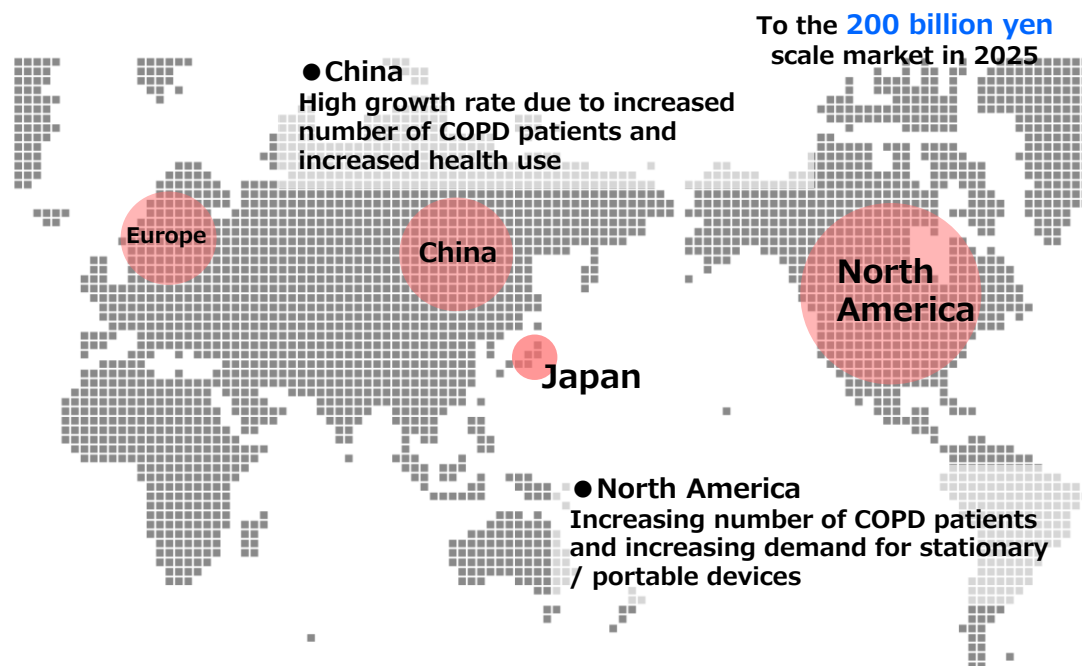 To the 200 billion yen
scale market in 2025
●China
High growth rate due to increased
number of COPD patients and
increased health use
Europe
China
North
America
Japan
●North America
Increasing number of COPD patients
and increasing demand for stationary
/ portable devices